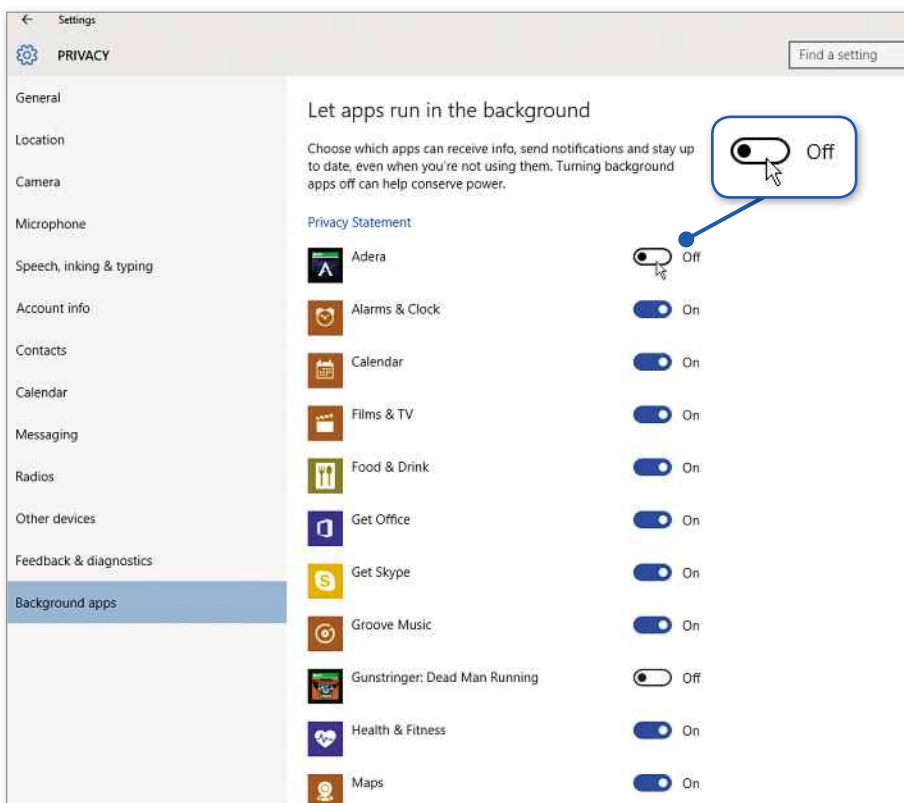 Settings
PRIVACY
Find a setting
General
Location
Camera
Microphone
Speech, inking & typing
Account info
Contacts
Calendar
Messaging
Radios
Other devices
Feedback & diagnostics
Background apps
Let apps run in the background
Choose which apps can receive info, send notifications and stay up
to date, even when you're not using them. Turning background
apps off can help conserve power.
Off
Privacy Statement
Adera Off
Alarms & Clock On
Calendar On
Films & TV On
Food & Drink On
Get Office On
Get Skype On
Groove Music On
Gunstringer: Dead Man Running Off
Health & Fitness On
Maps On